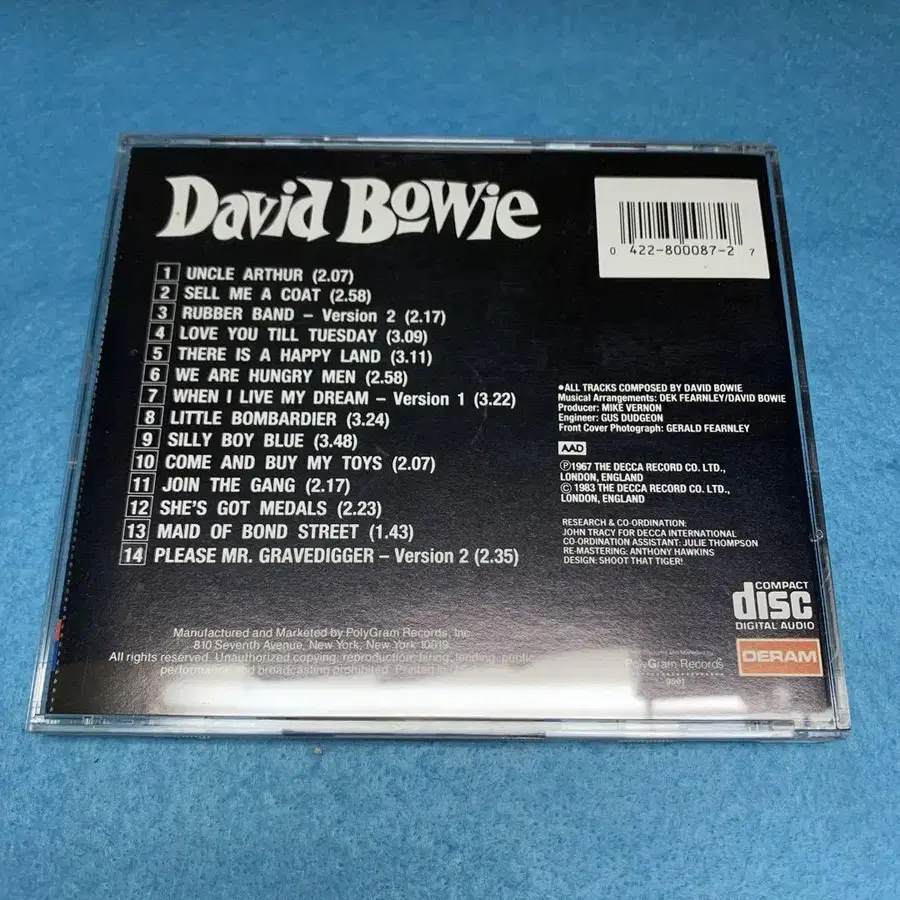 David Bowie
0 422-800087-2 7
1 UNCLE ARTHUR (2.07)
2 SELL ME A COAT (2.58)
3 RUBBER BAND – Version 2 (2.17)
4 LOVE YOU TILL TUESDAY (3.09)
5 THERE IS A HAPPY LAND (3.11)
6 WE ARE HUNGRY MEN (2.58)
7 WHEN I LIVE MY DREAM – Version 1 (3.22)
8 LITTLE BOMBARDIER (3.24)
9 SILLY BOY BLUE (3.48)
10 COME AND BUY MY TOYS (2.07)
11 JOIN THE GANG (2.17)
12 SHE'S GOT MEDALS (2.23)
13 MAID OF BOND STREET (1.43)
14 PLEASE MR. GRAVEDIGGER – Version 2 (2.35)
•ALL TRACKS COMPOSED BY DAVID BOWIE
Musical Arrangements: DEK FEARNLEY/DAVID BOWIE
Producer: MIKE VERNON
Engineer: GUS DUDGEON
Front Cover Photograph: GERALD FEARNLEY
AAD
Ⓟ1967 THE DECCA RECORD CO. LTD.,
LONDON, ENGLAND
© 1983 THE DECCA RECORD CO. LTD.,
LONDON, ENGLAND
RESEARCH & CO-ORDINATION:
JOHN TRACY FOR DECCA INTERNATIONAL
CO-ORDINATION ASSISTANT: JULIE THOMPSON
RE-MASTERING: ANTHONY HAWKINS
DESIGN: SHOOT THAT TIGER!
COMPACT
disc
DIGITAL AUDIO
DERAM
Manufactured and Marketed by PolyGram Records, Inc.
810 Seventh Avenue, New York, New York 10019
All rights reserved. Unauthorized copying, reproduction, hiring, lending, public
performance and broadcasting prohibited. Printed in
PolyGram Records